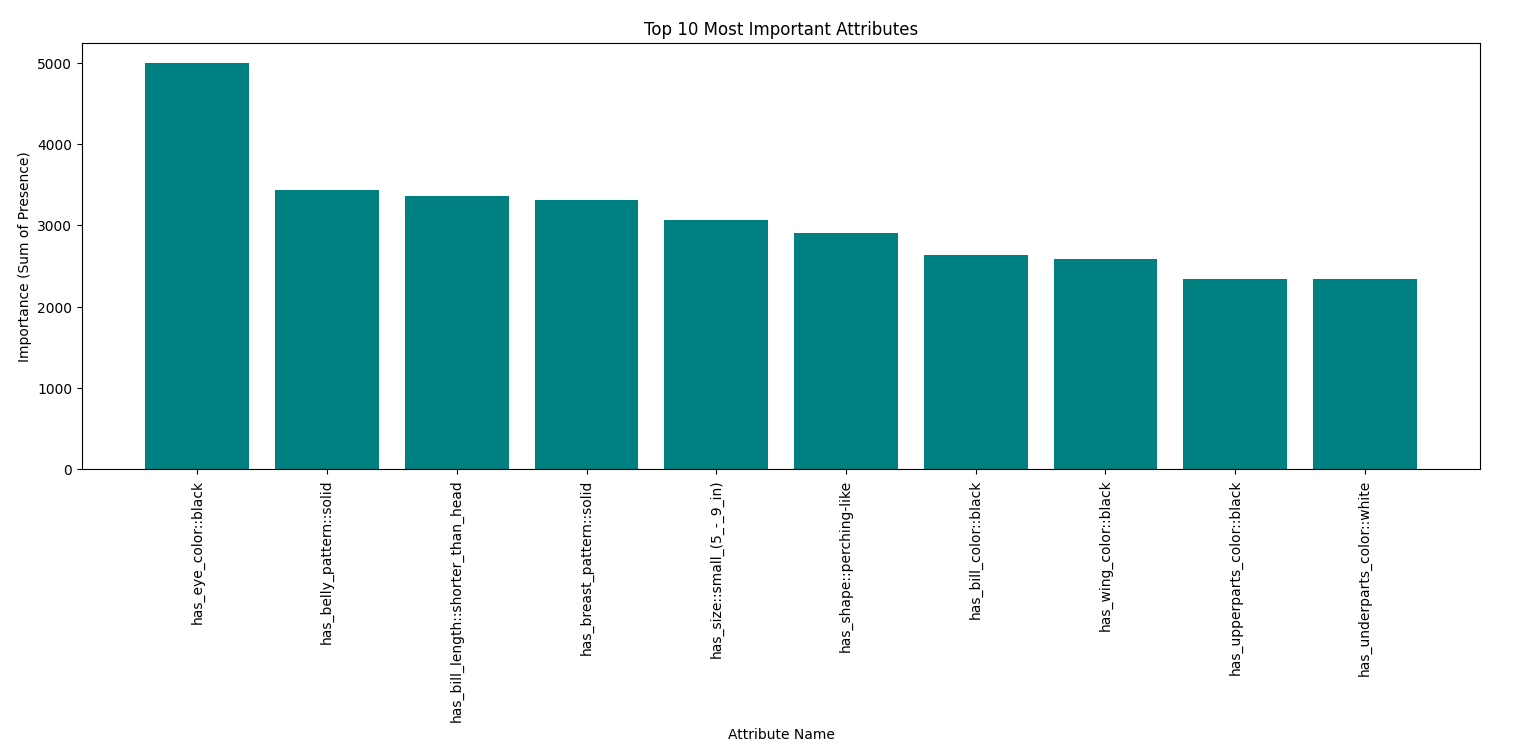 Top 10 Most Important Attributes
Importance (Sum of Presence)
5000
4000
3000
2000
1000
0
has_eye_color::black
has_belly_pattern::solid
has_bill_length::shorter_than_head
has_breast_pattern::solid
has_size::small_(5_-_9_in)
has_shape::perching-like
has_bill_color::black
has_wing_color::black
has_upperparts_color::black
has_underparts_color::white
Attribute Name